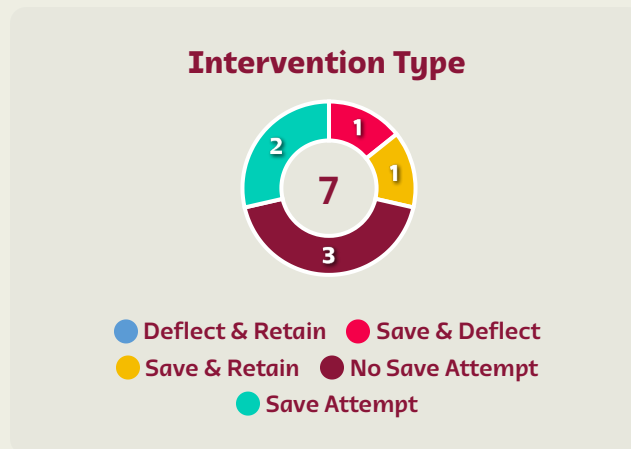 Intervention Type
1
2
1
7
3
Deflect & Retain Save & Deflect
Save & Retain No Save Attempt
Save Attempt